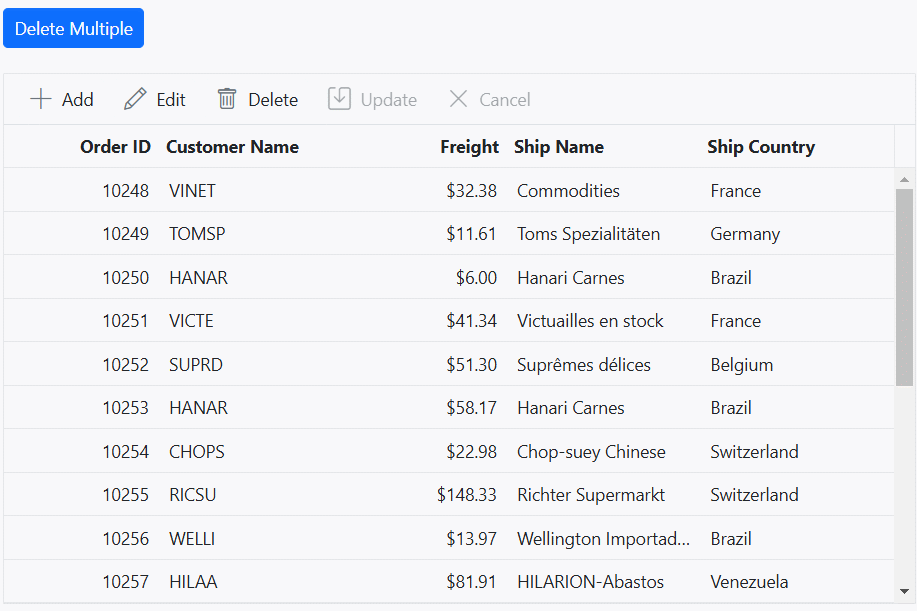 Delete Multiple
Add Edit Delete Update Cancel
Order ID Customer Name Freight Ship Name Ship Country
10248 VINET $32.38 Commodities France
10249 TOMSP $11.61 Toms Spezialitäten Germany
10250 HANAR $6.00 Hanari Carnes Brazil
10251 VICTE $41.34 Victuailles en stock France
10252 SUPRD $51.30 Suprêmes délices Belgium
10253 HANAR $58.17 Hanari Carnes Brazil
10254 CHOPS $22.98 Chop-suey Chinese Switzerland
10255 RICSU $148.33 Richter Supermarkt Switzerland
10256 WELLI $13.97 Wellington Importad... Brazil
10257 HILAA $81.91 HILARION-Abastos Venezuela